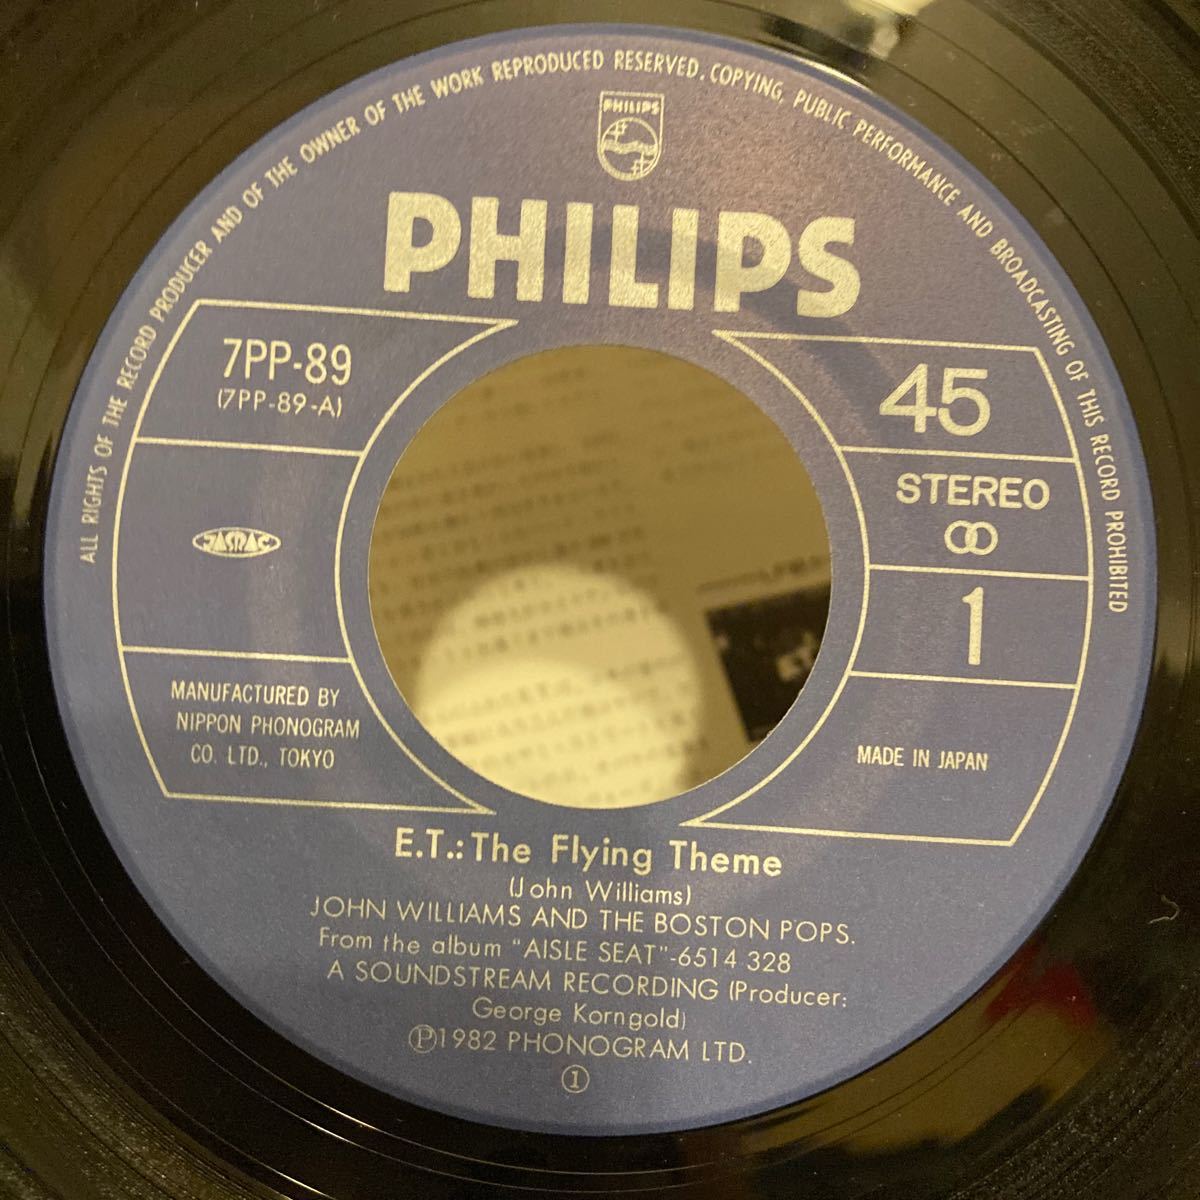 ALL RIGHTS OF THE RECORD PRODUCER AND OF THE OWNER OF THE WORK REPRODUCED RESERVED. COPYING, PUBLIC PERFORMANCE AND BROADCASTING OF THIS RECORD PROHIBITED
PHILIPS
PHILIPS
7PP-89
(7PP-89-A)
45
STEREO
JASRAC
1
MANUFACTURED BY
NIPPON PHONOGRAM
CO. LTD., TOKYO
MADE IN JAPAN
E.T.: The Flying Theme
(John Williams)
JOHN WILLIAMS AND THE BOSTON POPS.
From the album "AISLE SEAT"-6514 328
A SOUNDSTREAM RECORDING (Producer:
George Korngold)
Ⓟ1982 PHONOGRAM LTD.
①